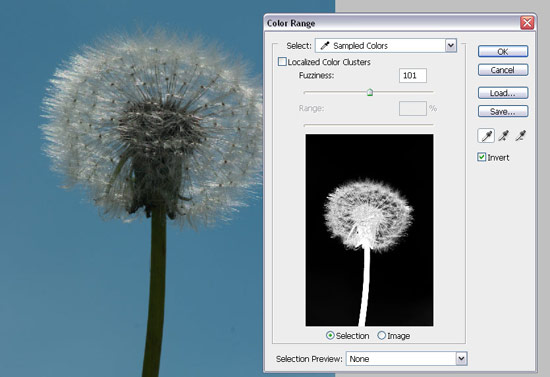 Color Range
Select: Sampled Colors
OK
Localized Color Clusters
Cancel
Fuzziness: 101
Load...
Range: %
Save...
Invert
Selection Image
Selection Preview: None